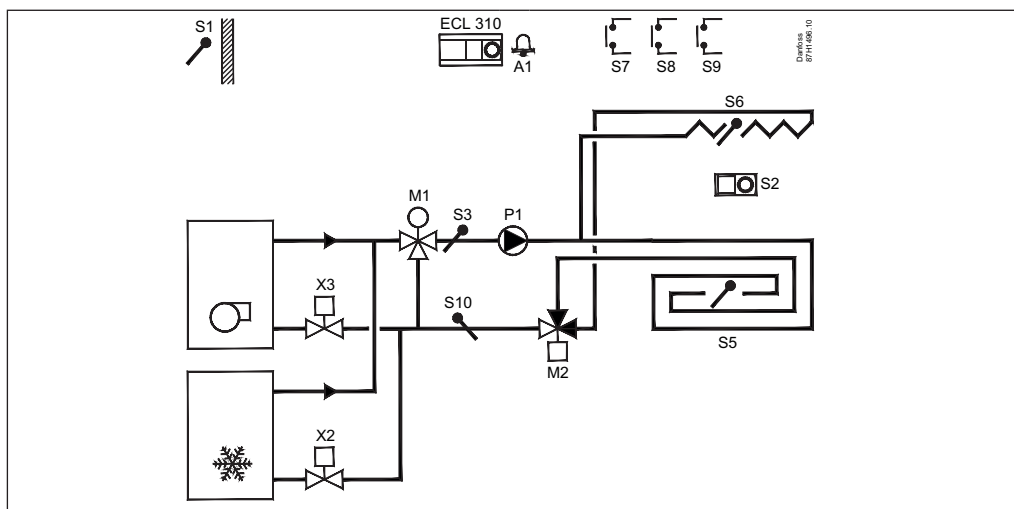 S1
ECL 310
A1
S7
S8
S9
Danfoss
87H1496.10
S6
S2
M1
S3
P1
X3
S10
S5
M2
X2